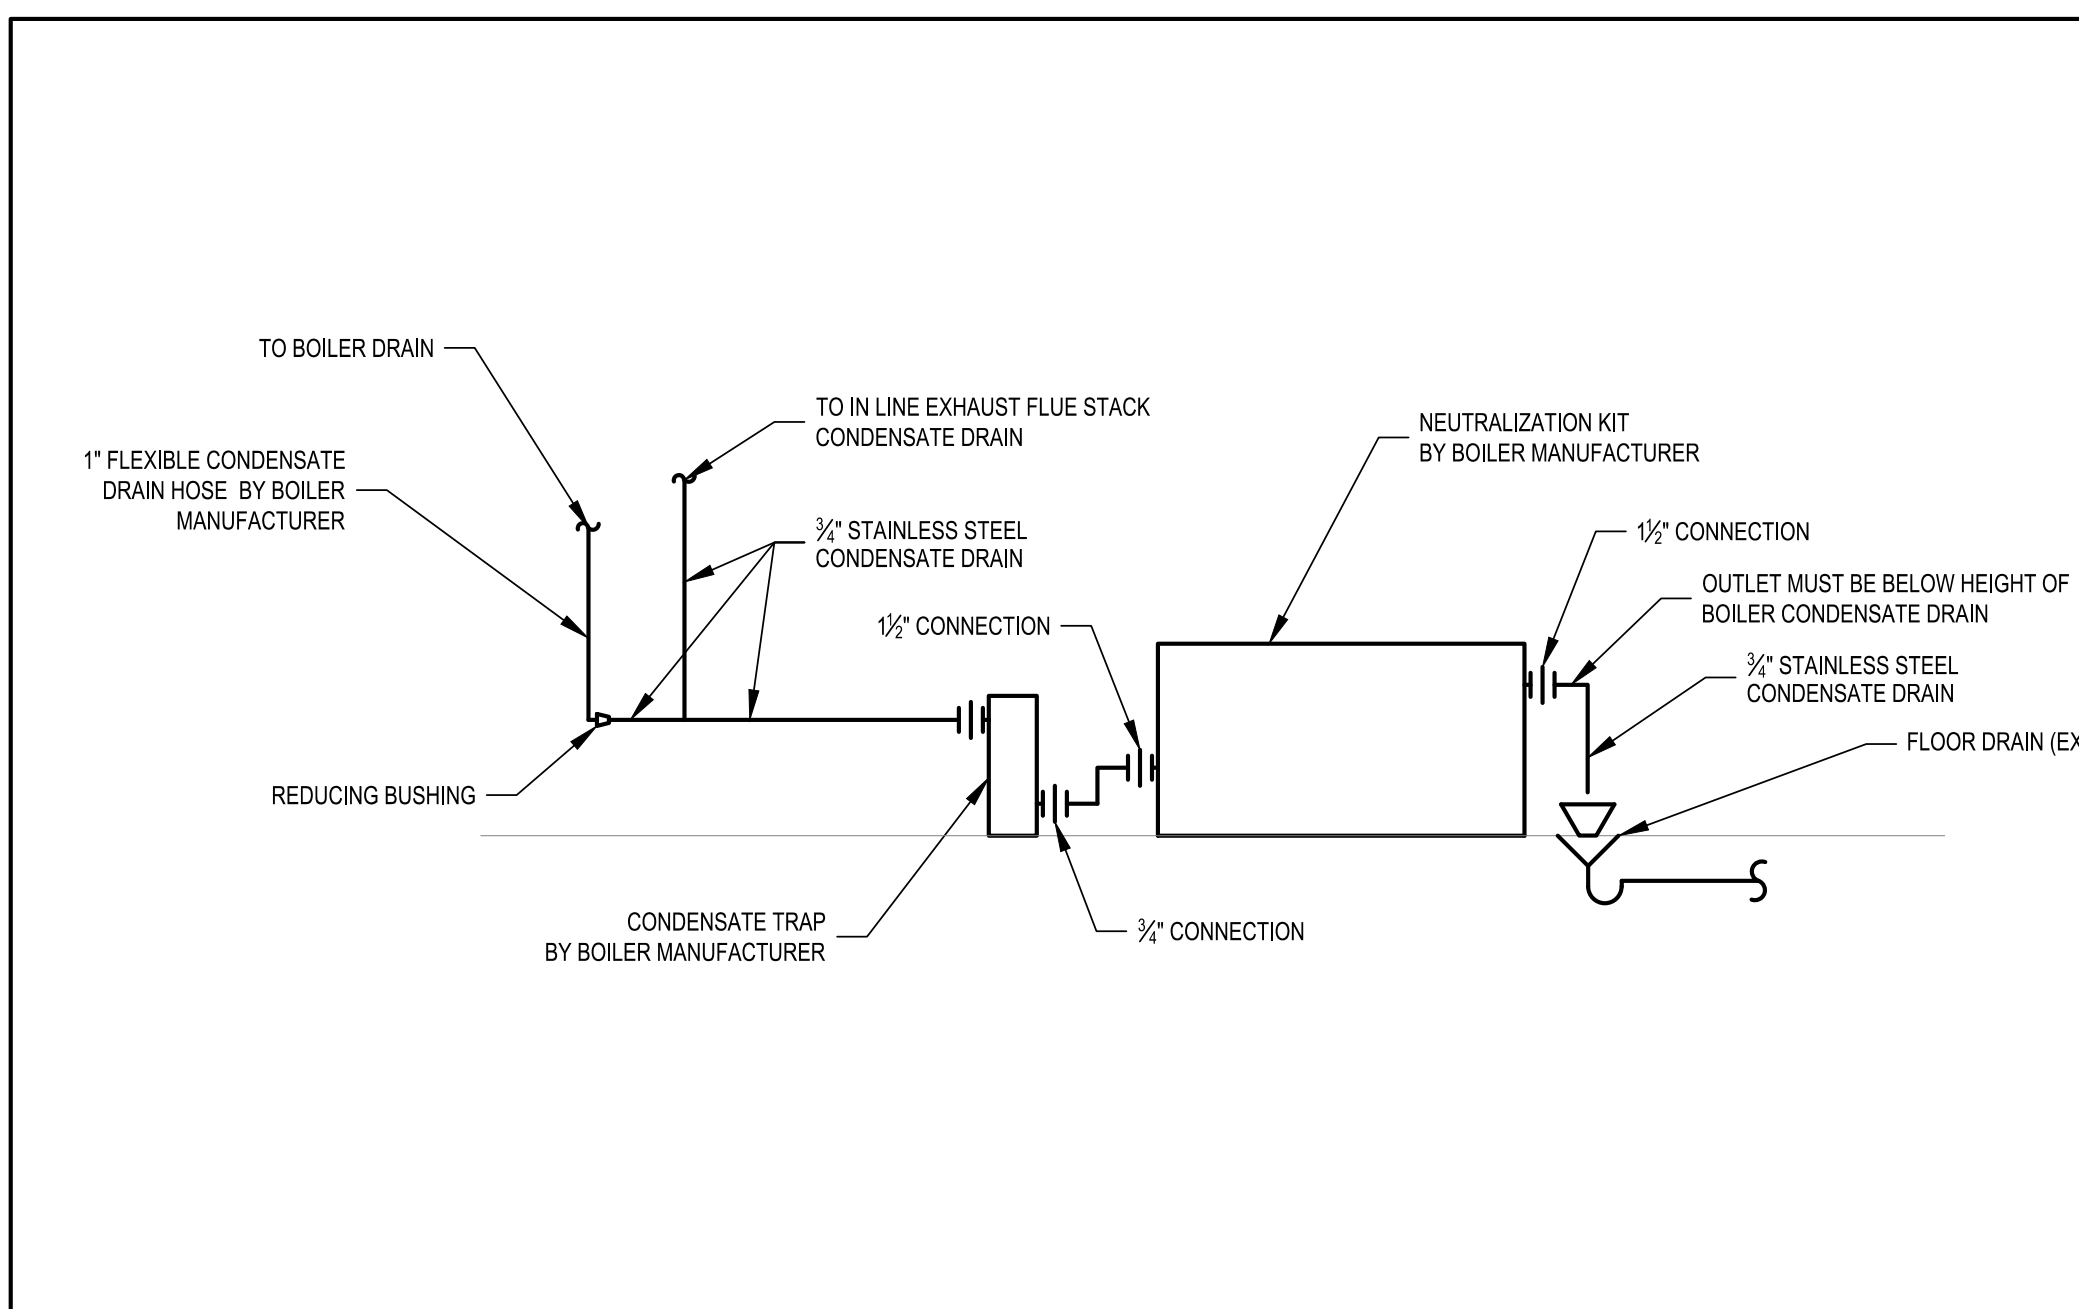 TO BOILER DRAIN
TO IN LINE EXHAUST FLUE STACK
CONDENSATE DRAIN
NEUTRALIZATION KIT
BY BOILER MANUFACTURER
1" FLEXIBLE CONDENSATE
DRAIN HOSE  BY BOILER
MANUFACTURER
¾" STAINLESS STEEL
CONDENSATE DRAIN
1½" CONNECTION
OUTLET MUST BE BELOW HEIGHT OF
BOILER CONDENSATE DRAIN
1½" CONNECTION
¾" STAINLESS STEEL
CONDENSATE DRAIN
FLOOR DRAIN (EX
REDUCING BUSHING
CONDENSATE TRAP
BY BOILER MANUFACTURER
¾" CONNECTION